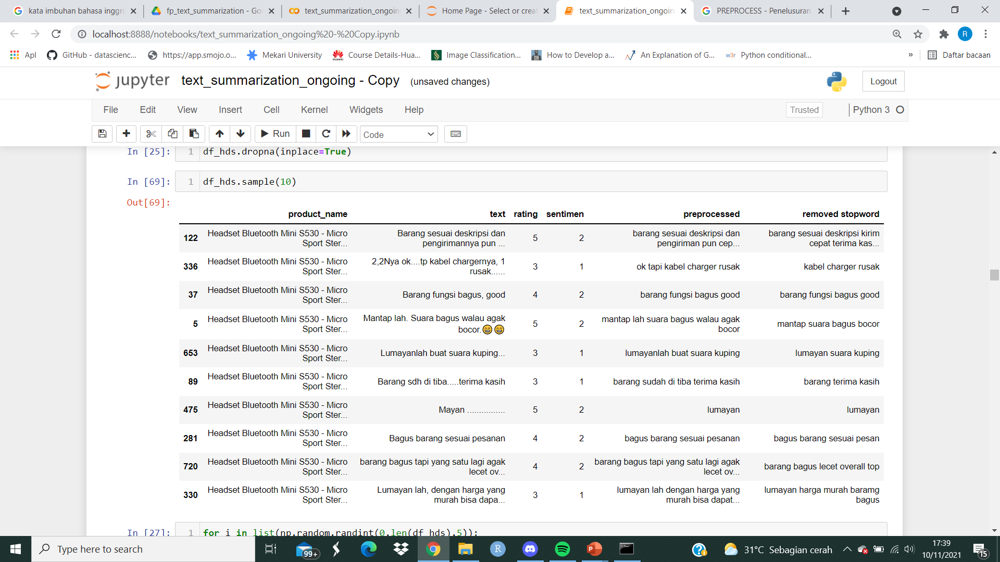 kata imbuhan bahasa inggri
fp_text_summarization - Goo
text_summarization_ongoin
Home Page - Select or creat
text_summarization_ongoin
PREPROCESS - Penelusuran
localhost:8888/notebooks/text_summarization_ongoing%20-%20Copy.ipynb
R
Apl
GitHub - datascienc...
https://app.smojo.o...
Mekari University
HUAWEI
Course Details-Hua...
Image Classification...
How to Develop a...
An Explanation of G...
w3r
Python conditional...
»
Daftar bacaan
jupyter
text_summarization_ongoing - Copy
(unsaved changes)
Logout
File
Edit
View
Insert
Cell
Kernel
Widgets
Help
Trusted
Python 3
Run
Code
In [25]:
1
df_hds.dropna(inplace=True)
In [69]:
1
df_hds.sample(10)
Out[69]:
product_name text rating sentimen preprocessed removed stopword
122 Headset Bluetooth Mini S530 - Micro Sport Ster... Barang sesuai deskripsi dan pengirimannya pun ... 5 2 barang sesuai deskripsi dan pengiriman pun cep... barang sesuai deskripsi kirim cepat terima kas...
336 Headset Bluetooth Mini S530 - Micro Sport Ster... 2,2Nya ok....tp kabel chargernya, 1 rusak...... 3 1 ok tapi kabel charger rusak kabel charger rusak
37 Headset Bluetooth Mini S530 - Micro Sport Ster... Barang fungsi bagus, good 4 2 barang fungsi bagus good barang fungsi bagus good
5 Headset Bluetooth Mini S530 - Micro Sport Ster... Mantap lah. Suara bagus walau agak bocor.😁😁 5 2 mantap lah suara bagus walau agak bocor mantap suara bagus bocor
653 Headset Bluetooth Mini S530 - Micro Sport Ster... Lumayanlah buat suara kuping... 3 1 lumayanlah buat suara kuping lumayan suara kuping
89 Headset Bluetooth Mini S530 - Micro Sport Ster... Barang sdh di tiba.....terima kasih 3 1 barang sudah di tiba terima kasih barang terima kasih
475 Headset Bluetooth Mini S530 - Micro Sport Ster... Mayan ................ 5 2 lumayan lumayan
281 Headset Bluetooth Mini S530 - Micro Sport Ster... Bagus barang sesuai pesanan 4 2 bagus barang sesuai pesanan bagus barang sesuai pesan
720 Headset Bluetooth Mini S530 - Micro Sport Ster... barang bagus tapi yang satu lagi agak lecet ov... 4 2 barang bagus tapi yang satu lagi agak lecet ov... barang bagus lecet overall top
330 Headset Bluetooth Mini S530 - Micro Sport Ster... Lumayan lah, dengan harga yang murah bisa dapa... 3 1 lumayan lah dengan harga yang murah bisa dapat... lumayan harga murah baramg bagus
In [27]:
1
for i in list(np.random.randint(0,len(df_hds),5)):
Type here to search
99+
R
P
31°C Sebagian cerah
17:39
10/11/2021
15